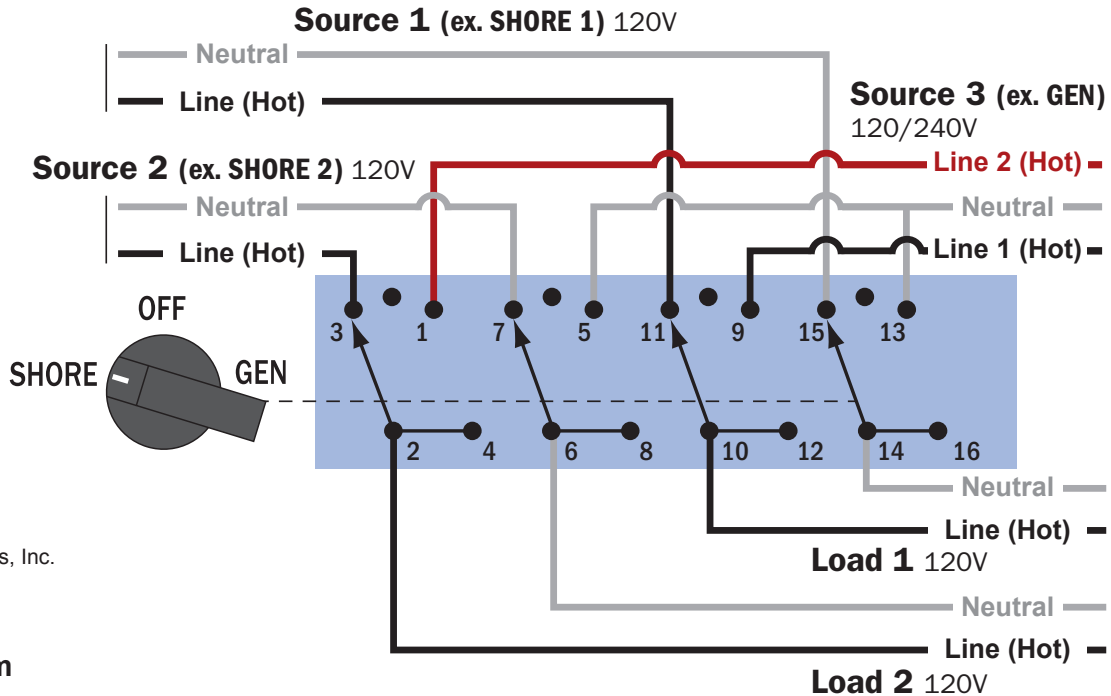 Source 1 (ex. SHORE 1) 120V
Neutral
Line (Hot)
Source 3 (ex. GEN)
120/240V
Source 2 (ex. SHORE 2) 120V
Line 2 (Hot)
Neutral
Neutral
Line (Hot)
Line 1 (Hot)
OFF
SHORE
GEN
3 1 7 5 11 9 15 13
2 4 6 8 10 12 14 16
Neutral
Line (Hot)
s, Inc.
Load 1 120V
Neutral
Line (Hot)
Load 2 120V